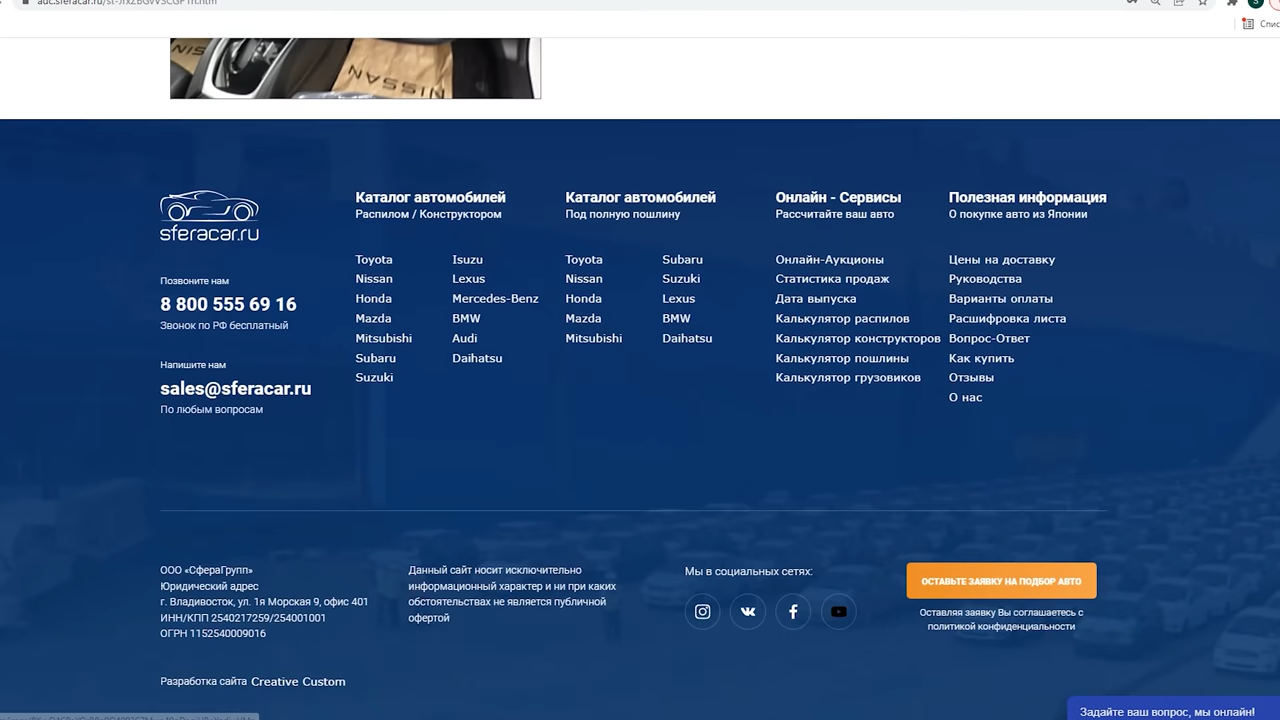 Спис
NISSAN
sferacar.ru
Позвоните нам
8 800 555 69 16
Звонок по РФ бесплатный
Напишите нам
sales@sferacar.ru
По любым вопросам
Каталог автомобилей
Распилом / Конструктором
Toyota
Nissan
Honda
Mazda
Mitsubishi
Subaru
Suzuki
Isuzu
Lexus
Mercedes-Benz
BMW
Audi
Daihatsu
Каталог автомобилей
Под полную пошлину
Toyota
Nissan
Honda
Mazda
Mitsubishi
Subaru
Suzuki
Lexus
BMW
Daihatsu
Онлайн - Сервисы
Рассчитайте ваш авто
Онлайн-Аукционы
Статистика продаж
Дата выпуска
Калькулятор распилов
Калькулятор конструкторов
Калькулятор пошлины
Калькулятор грузовиков
Полезная информация
О покупке авто из Японии
Цены на доставку
Руководства
Варианты оплаты
Расшифровка листа
Вопрос-Ответ
Как купить
Отзывы
О нас
ООО «СфераГрупп»
Юридический адрес
г. Владивосток, ул. 1я Морская 9, офис 401
ИНН/КПП 2540217259/254001001
ОГРН 1152540009016
Данный сайт носит исключительно
информационный характер и ни при каких
обстоятельствах не является публичной
офертой
Мы в социальных сетях:
ОСТАВЬТЕ ЗАЯВКУ НА ПОДБОР АВТО
Оставляя заявку Вы соглашаетесь с
политикой конфиденциальности
Разработка сайта Creative Custom
Задайте ваш вопрос, мы онлайн!